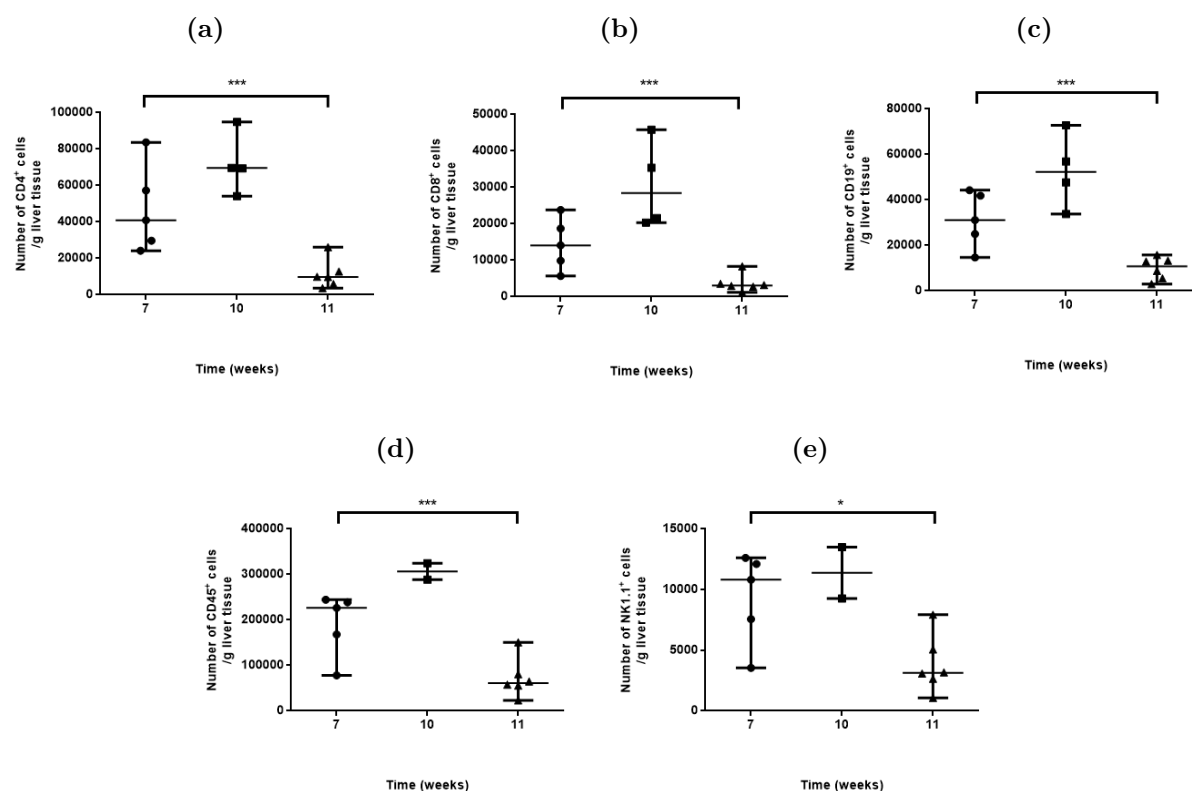 (a)
***
Number of CD4⁺ cells
/g liver tissue
100000
80000
60000
40000
20000
0
7 10 11
Time (weeks)
(b)
***
Number of CD8⁺ cells
/g liver tissue
50000
40000
30000
20000
10000
0
7 10 11
Time (weeks)
(c)
***
Number of CD19⁺ cells
/g liver tissue
80000
60000
40000
20000
0
7 10 11
Time (weeks)
(d)
***
Number of CD45⁺ cells
/g liver tissue
400000
300000
200000
100000
0
7 10 11
Time (weeks)
(e)
*
Number of NK1.1⁺ cells
/g liver tissue
15000
10000
5000
0
7 10 11
Time (weeks)